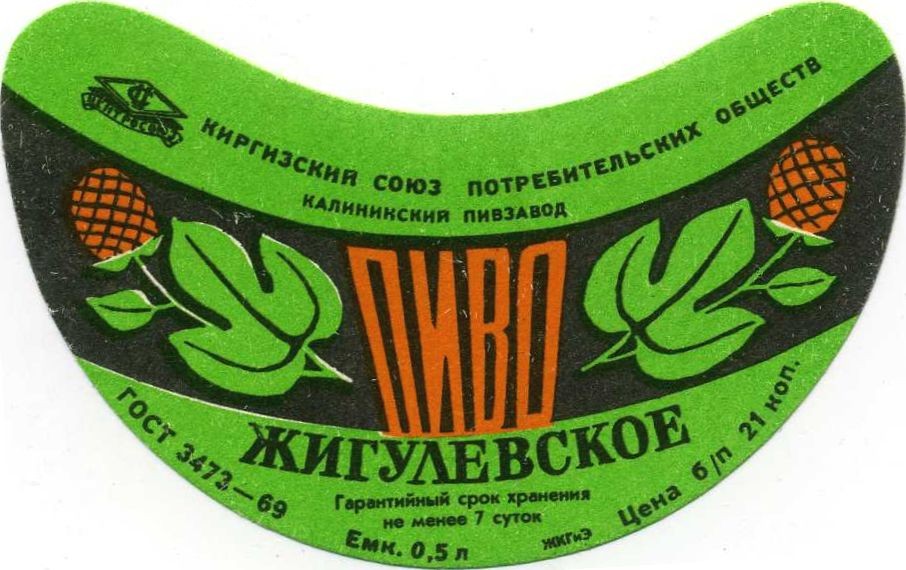 ЦЕНТРОСОЮЗ
КИРГИЗСКИЙ СОЮЗ ПОТРЕБИТЕЛЬСКИХ ОБЩЕСТВ
КАЛИНИНСКИЙ ПИВЗАВОД
ПИВО
ЖИГУЛЕВСКОЕ
ГОСТ 3473—69
Гарантийный срок хранения
не менее 7 суток
Емк. 0,5 л
ЖКГиЭ
Цена б/п 21 коп.